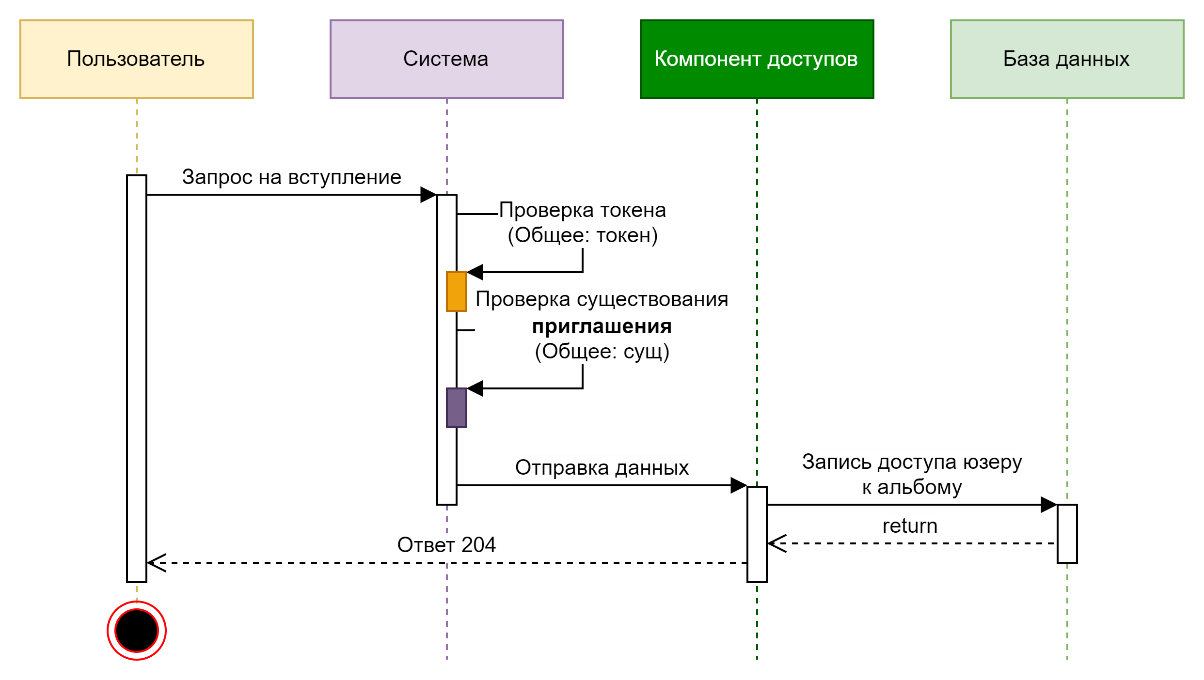 Пользователь
Система
Компонент доступов
База данных
Запрос на вступление
Проверка токена
(Общее: токен)
Проверка существования
приглашения
(Общее: сущ)
Отправка данных
Запись доступа юзеру
к альбому
return
Ответ 204